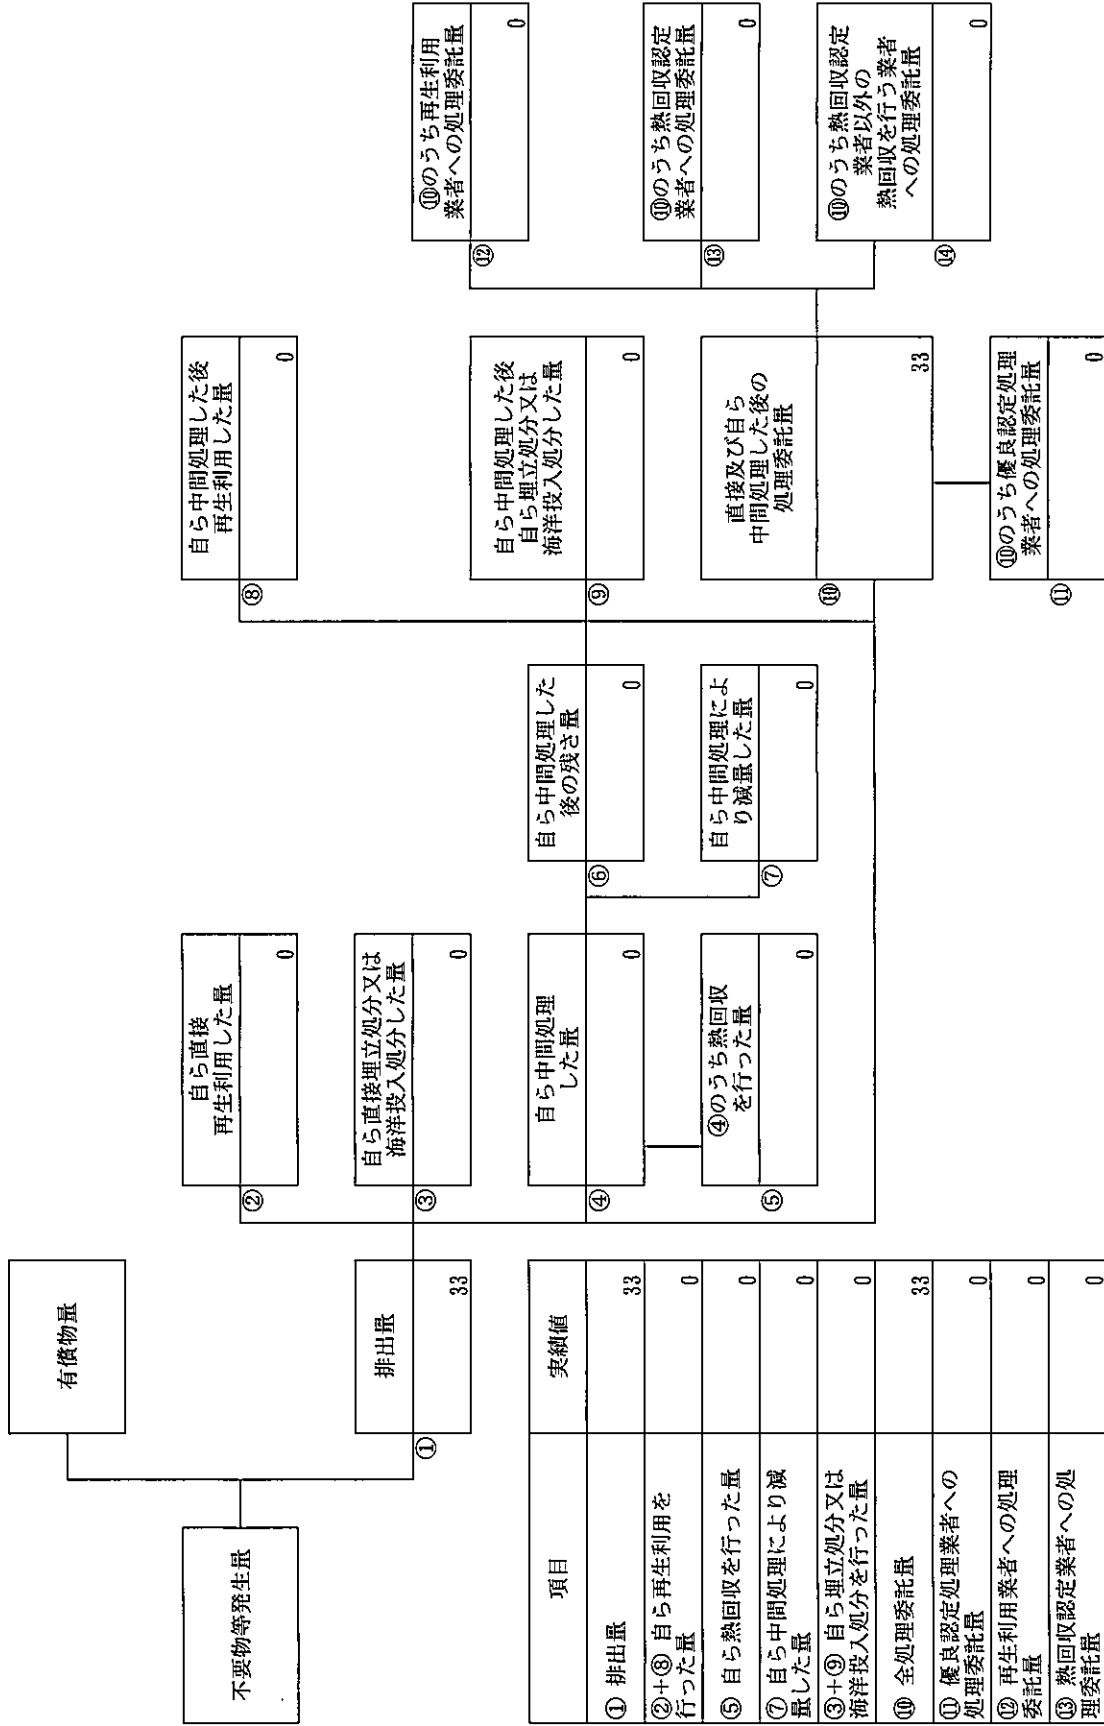 有償物量
不要物等発生量
①
排出量
33
②
自ら直接
再生利用した量
0
③
自ら直接埋立処分又は
海洋投入処分した量
0
④
自ら中間処理
した量
0
⑤
④のうち熱回収
を行った量
0
⑥
自ら中間処理した
後の残さ量
0
⑦
自ら中間処理によ
り減量した量
0
⑧
自ら中間処理した後
再生利用した量
0
⑨
自ら中間処理した後
自ら埋立処分又は
海洋投入処分した量
0
⑩
直接及び自ら
中間処理した後の
処理委託量
33
⑪
⑩のうち優良認定処理
業者への処理委託量
0
⑫
⑩のうち再生利用
業者への処理委託量
0
⑬
⑩のうち熱回収認定
業者への処理委託量
0
⑭
⑩のうち熱回収認定
業者以外の
熱回収を行う業者
への処理委託量
0
項目 実績値
① 排出量 33
②+⑧ 自ら再生利用を
行った量 0
⑤ 自ら熱回収を行った量 0
⑦ 自ら中間処理により減
量した量 0
③+⑨ 自ら埋立処分又は
海洋投入処分を行った量 0
⑩ 全処理委託量 33
⑪ 優良認定処理業者への
処理委託量 0
⑫ 再生利用業者への処理
委託量 0
⑬ 熱回収認定業者への処
理委託量 0